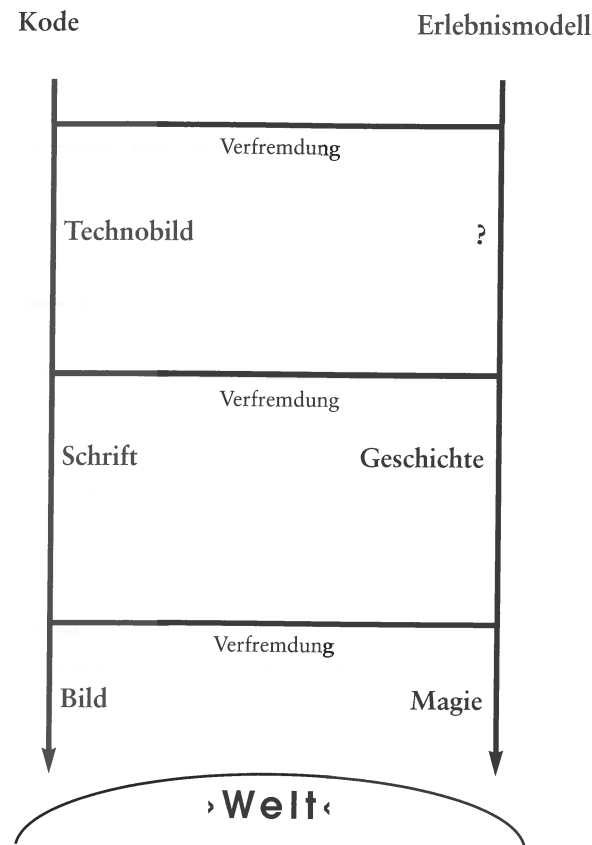 Kode Erlebnismodell
Verfremdung
Technobild ?
Verfremdung
Schrift Geschichte
Verfremdung
Bild Magie
›Welt‹